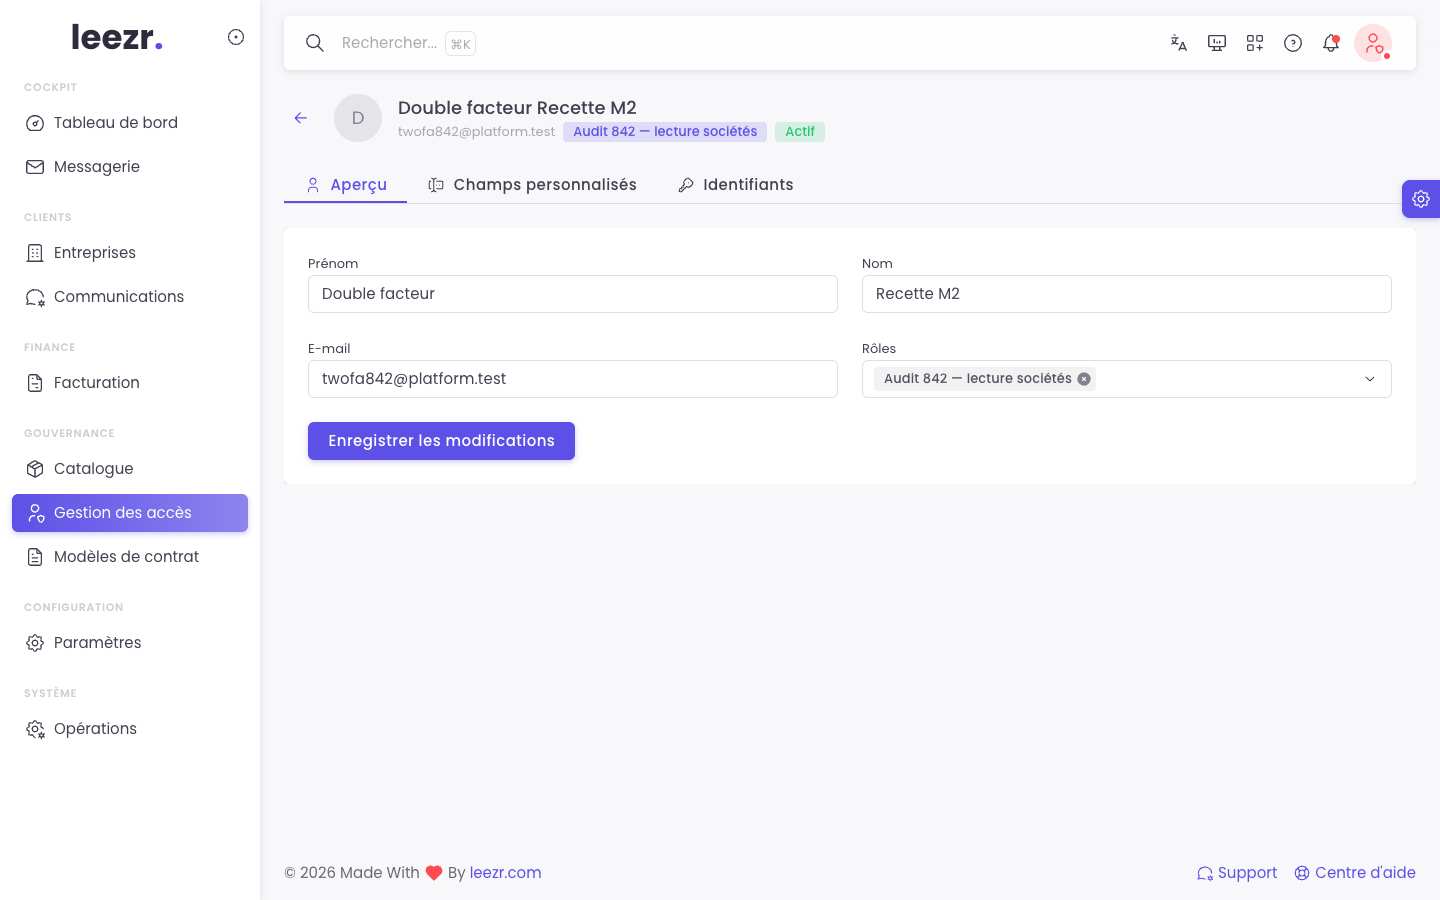 leezr.
COCKPIT
Tableau de bord
Messagerie
CLIENTS
Entreprises
Communications
FINANCE
Facturation
GOUVERNANCE
Catalogue
Gestion des accès
Modèles de contrat
CONFIGURATION
Paramètres
SYSTÈME
Opérations
Rechercher... ⌘K
D
Double facteur Recette M2
twofa842@platform.test Audit 842 — lecture sociétés Actif
Aperçu Champs personnalisés Identifiants
Prénom
Double facteur
Nom
Recette M2
E-mail
twofa842@platform.test
Rôles
Audit 842 — lecture sociétés
Enregistrer les modifications
© 2026 Made With By leezr.com
Support Centre d'aide